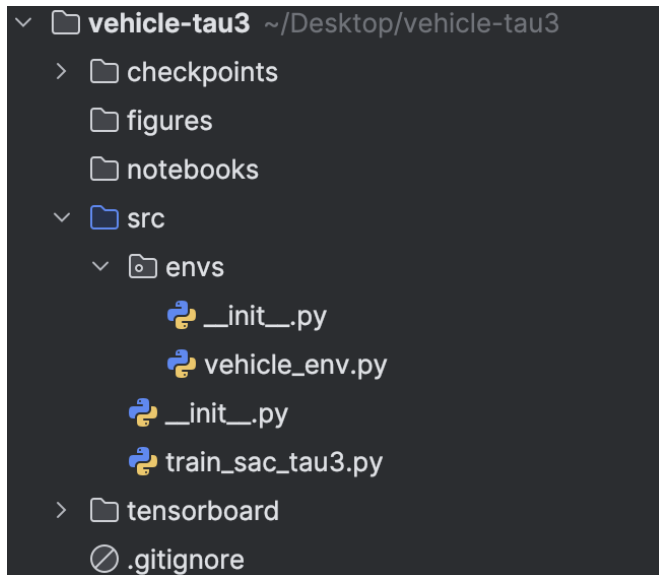 vehicle-tau3 ~/Desktop/vehicle-tau3
checkpoints
figures
notebooks
src
envs
__init__.py
vehicle_env.py
__init__.py
train_sac_tau3.py
tensorboard
.gitignore